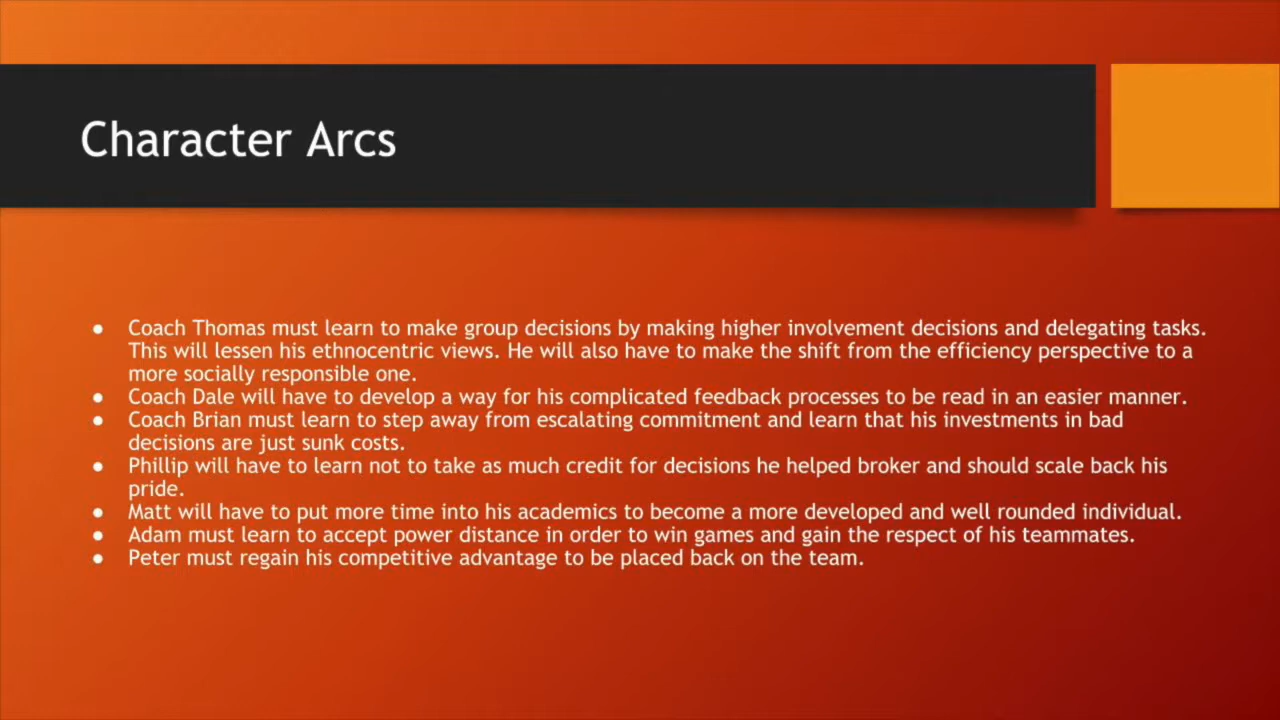 Character Arcs
● Coach Thomas must learn to make group decisions by making higher involvement decisions and delegating tasks.
This will lessen his ethnocentric views. He will also have to make the shift from the efficiency perspective to a
more socially responsible one.
● Coach Dale will have to develop a way for his complicated feedback processes to be read in an easier manner.
● Coach Brian must learn to step away from escalating commitment and learn that his investments in bad
decisions are just sunk costs.
● Phillip will have to learn not to take as much credit for decisions he helped broker and should scale back his
pride.
● Matt will have to put more time into his academics to become a more developed and well rounded individual.
● Adam must learn to accept power distance in order to win games and gain the respect of his teammates.
● Peter must regain his competitive advantage to be placed back on the team.